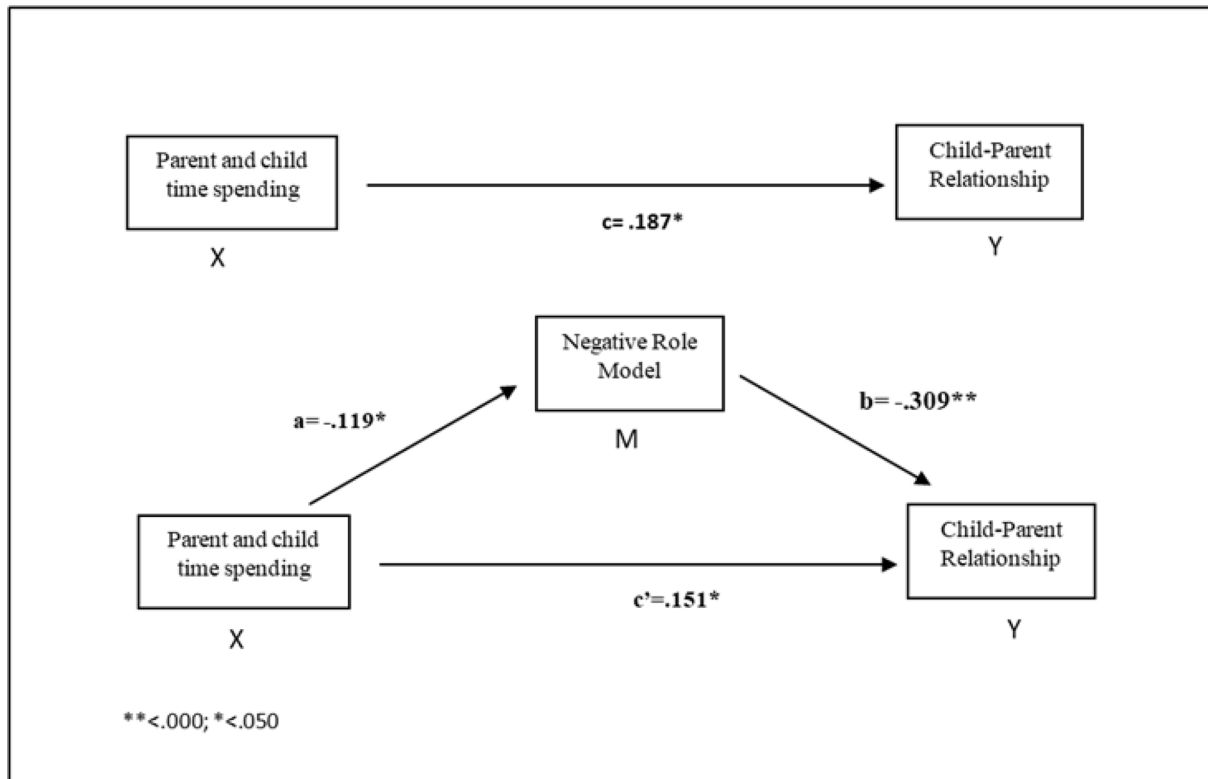 Parent and child
time spending
Child-Parent
Relationship
c= .187*
X
Y
Negative Role
Model
a= -.119*
b= -.309**
M
Parent and child
time spending
Child-Parent
Relationship
c’=.151*
X
Y
**<.000; *<.050